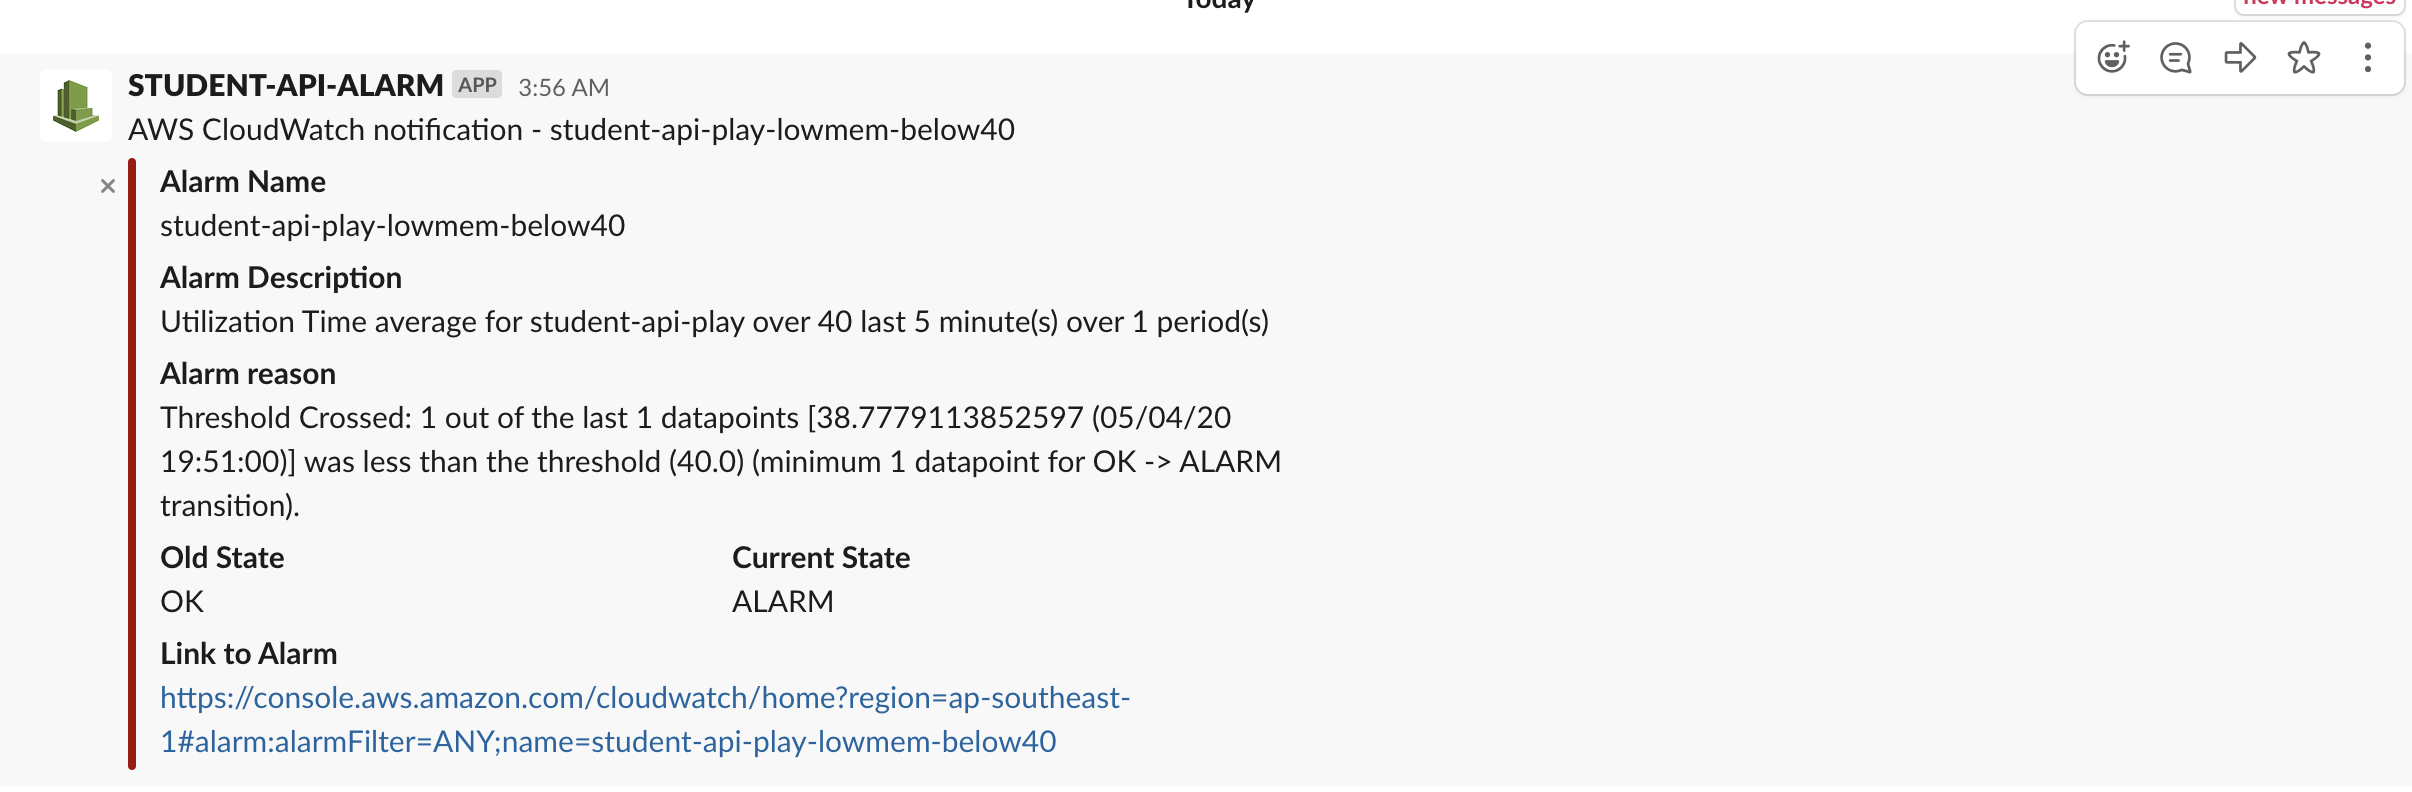 Today
new messages
STUDENT-API-ALARM APP 3:56 AM
AWS CloudWatch notification - student-api-play-lowmem-below40
Alarm Name
student-api-play-lowmem-below40
Alarm Description
Utilization Time average for student-api-play over 40 last 5 minute(s) over 1 period(s)
Alarm reason
Threshold Crossed: 1 out of the last 1 datapoints [38.7779113852597 (05/04/20
19:51:00)] was less than the threshold (40.0) (minimum 1 datapoint for OK -> ALARM
transition).
Old State Current State
OK ALARM
Link to Alarm
https://console.aws.amazon.com/cloudwatch/home?region=ap-southeast-
1#alarm:alarmFilter=ANY;name=student-api-play-lowmem-below40